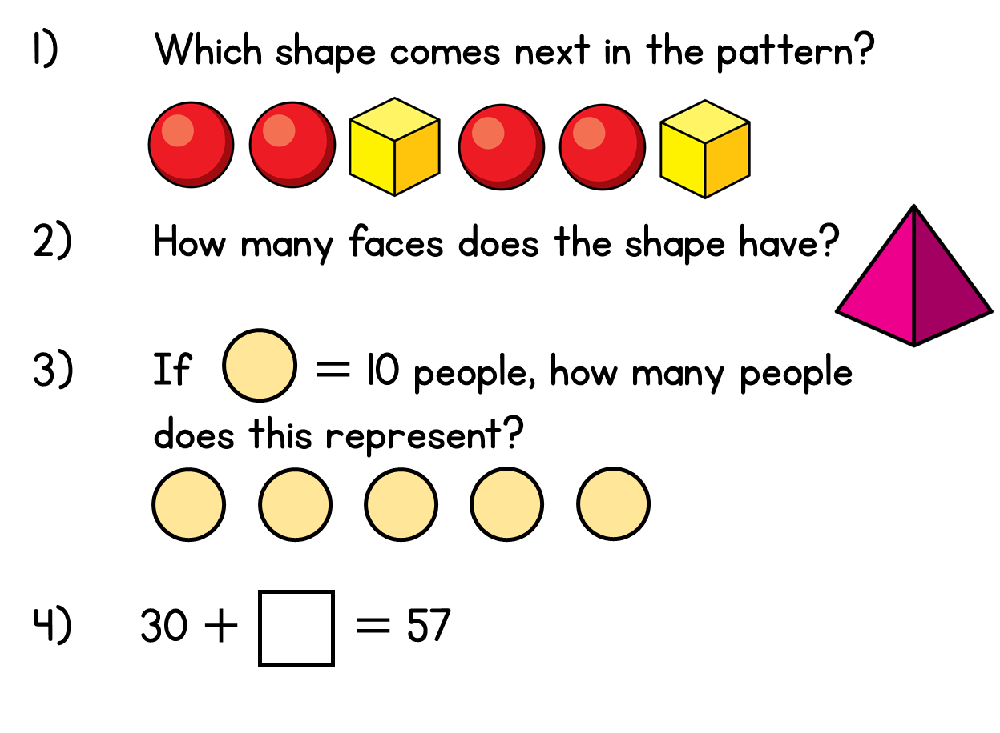 1) Which shape comes next in the pattern?
2) How many faces does the shape have?
3) If = 10 people, how many people
does this represent?
4) 30 + = 57